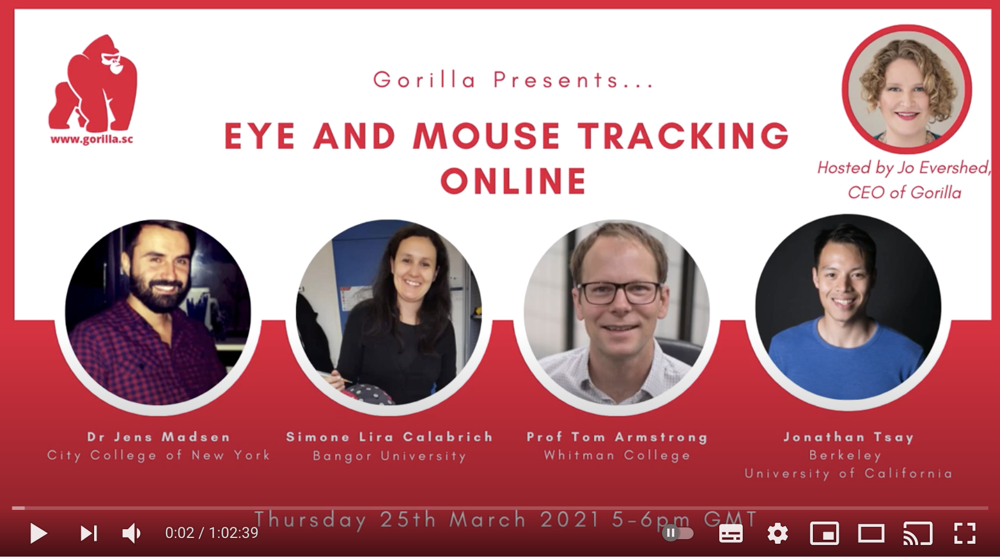 Gorilla Presents...
www.gorilla.sc
EYE AND MOUSE TRACKING
ONLINE
Hosted by Jo Evershed,
CEO of Gorilla
Dr Jens Madsen
City College of New York
Simone Lira Calabrich
Bangor University
Prof Tom Armstrong
Whitman College
Jonathan Tsay
Berkeley
University of California
Thursday 25th March 2021 5-6pm GMT
0:02 / 1:02:39